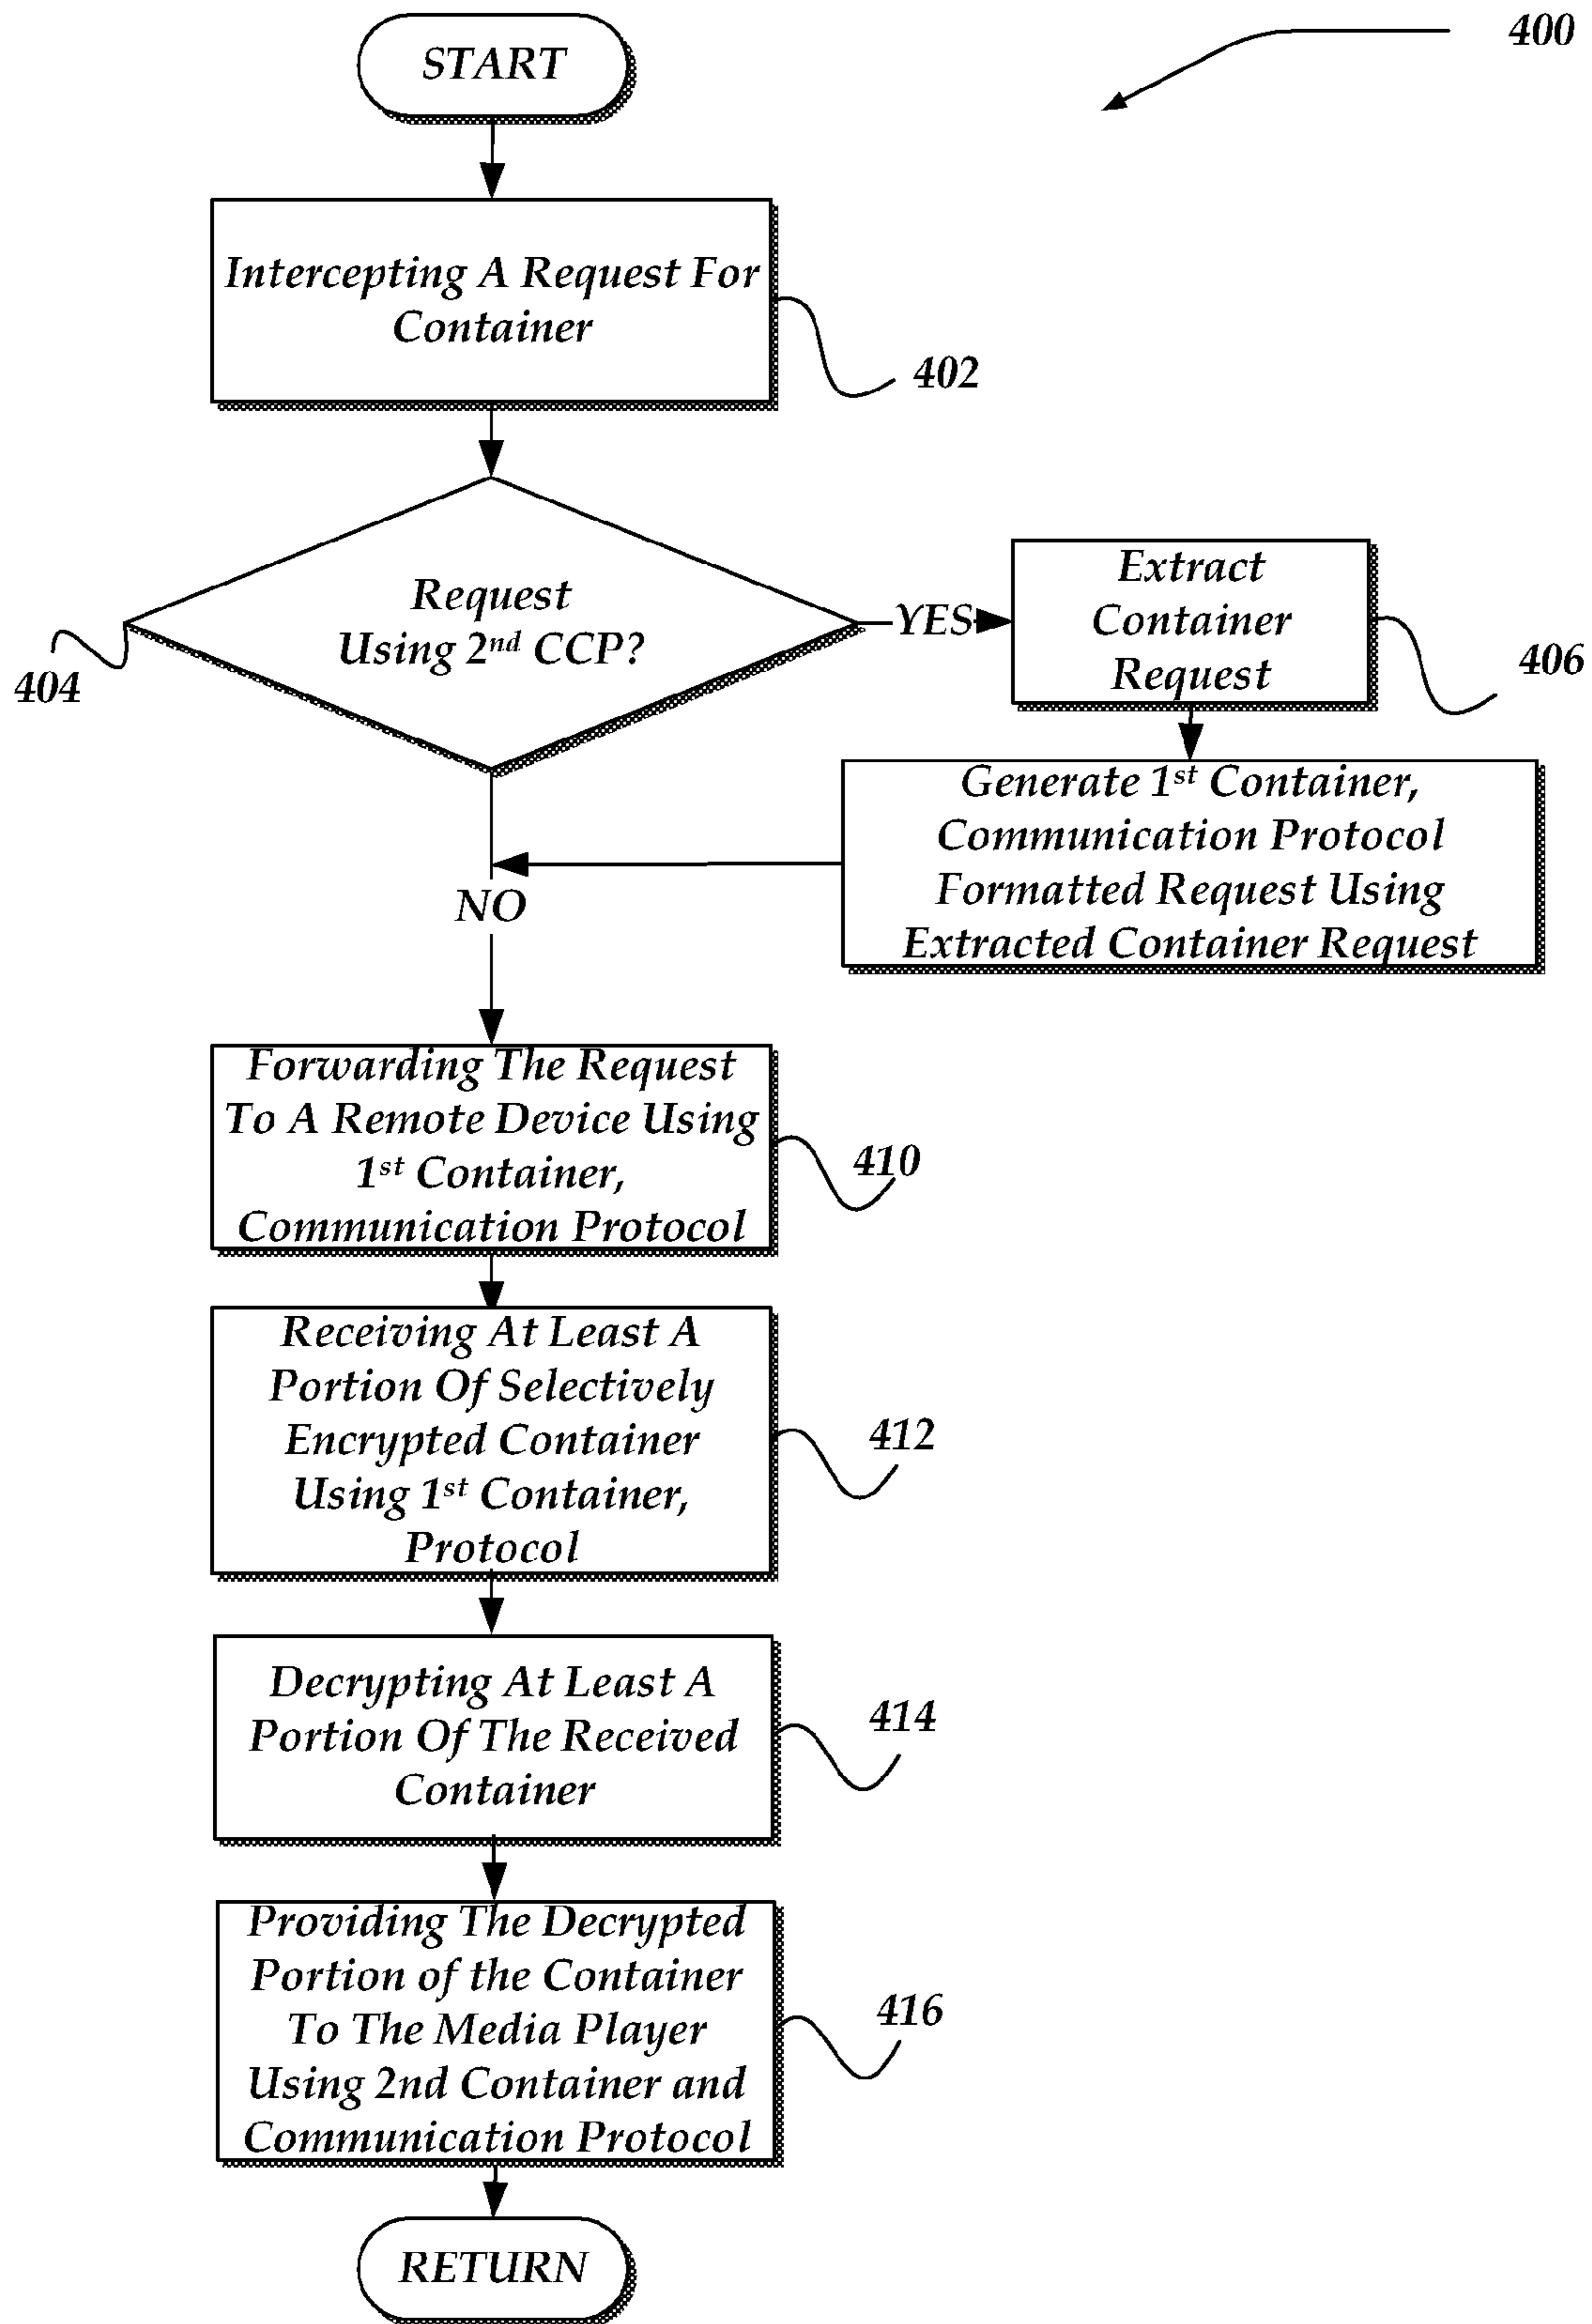 START
400
Intercepting A Request For
Container
402
Request
Using 2nd CCP?
404
YES
Extract
Container
Request
406
Generate 1st Container,
Communication Protocol
Formatted Request Using
Extracted Container Request
NO
Forwarding The Request
To A Remote Device Using
1st Container,
Communication Protocol
410
Receiving At Least A
Portion Of Selectively
Encrypted Container
Using 1st Container,
Protocol
412
Decrypting At Least A
Portion Of The Received
Container
414
Providing The Decrypted
Portion of the Container
To The Media Player
Using 2nd Container and
Communication Protocol
416
RETURN